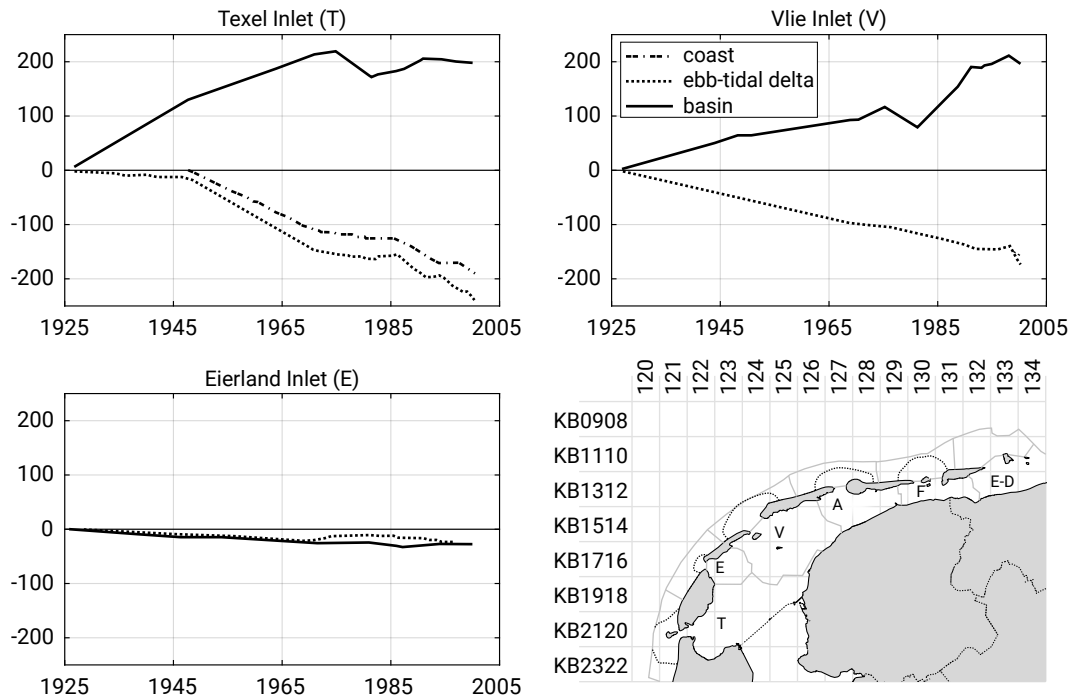 Texel Inlet (T)
200
100
0
-100
-200
1925 1945 1965 1985 2005
Vlie Inlet (V)
coast
ebb-tidal delta
basin
200
100
0
-100
-200
1925 1945 1965 1985 2005
Eierland Inlet (E)
200
100
0
-100
-200
1925 1945 1965 1985 2005
120 121 122 123 124 125 126 127 128 129 130 131 132 133 134
KB0908
KB1110
KB1312
KB1514
KB1716
KB1918
KB2120
KB2322
E-D
F
A
V
E
T